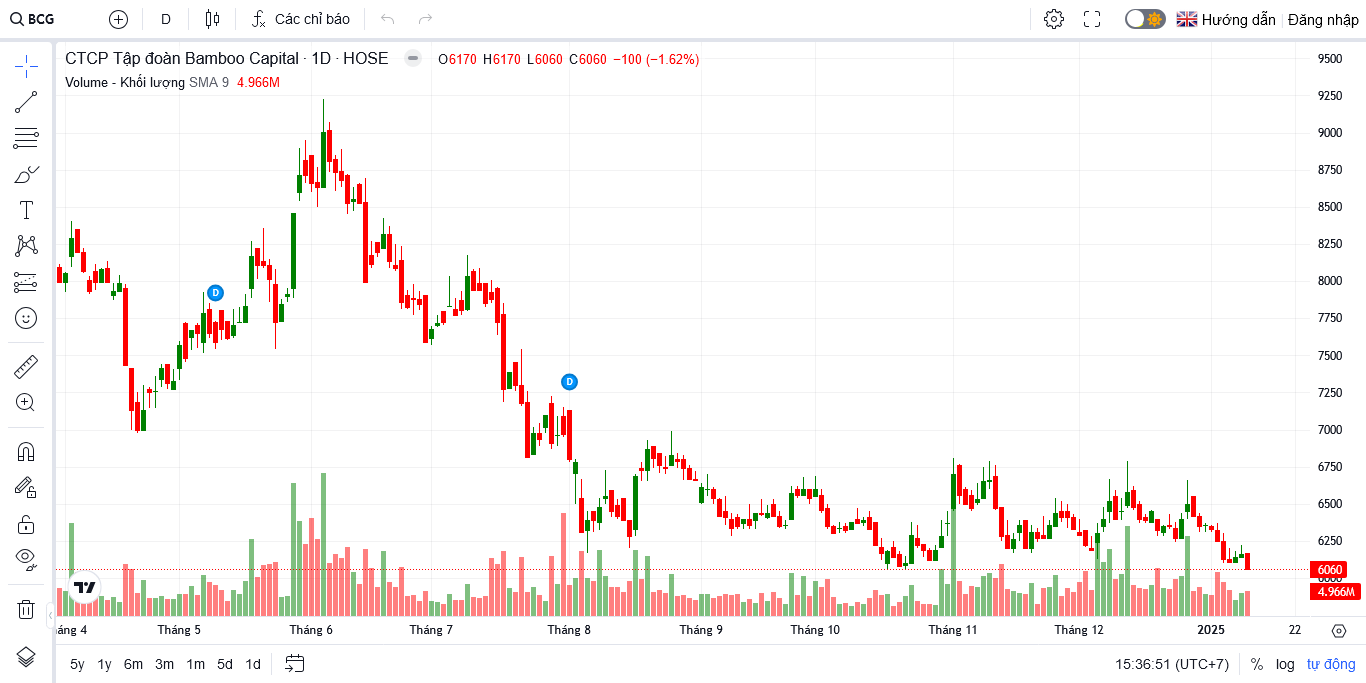 BCG D Các chỉ báo Hướng dẫn Đăng nhập
CTCP Tập đoàn Bamboo Capital · 1D · HOSE O6170 H6170 L6060 C6060 −100 (−1.62%)
Volume - Khối lượng SMA 9 4.966M
9500
9250
9000
8750
8500
8250
8000
D
7750
7500
D
7250
7000
6750
6500
6250
6060
6000
4.966M
áng 4 Tháng 5 Tháng 6 Tháng 7 Tháng 8 Tháng 9 Tháng 10 Tháng 11 Tháng 12 2025 22
5y 1y 6m 3m 1m 5d 1d 15:36:51 (UTC+7) % log tự động